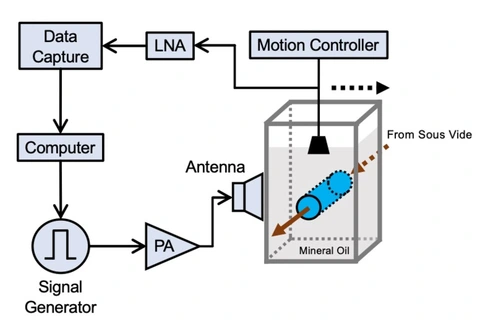 Data
Capture
LNA
Motion Controller
From Sous Vide
Computer
Antenna
PA
Mineral Oil
Signal
Generator